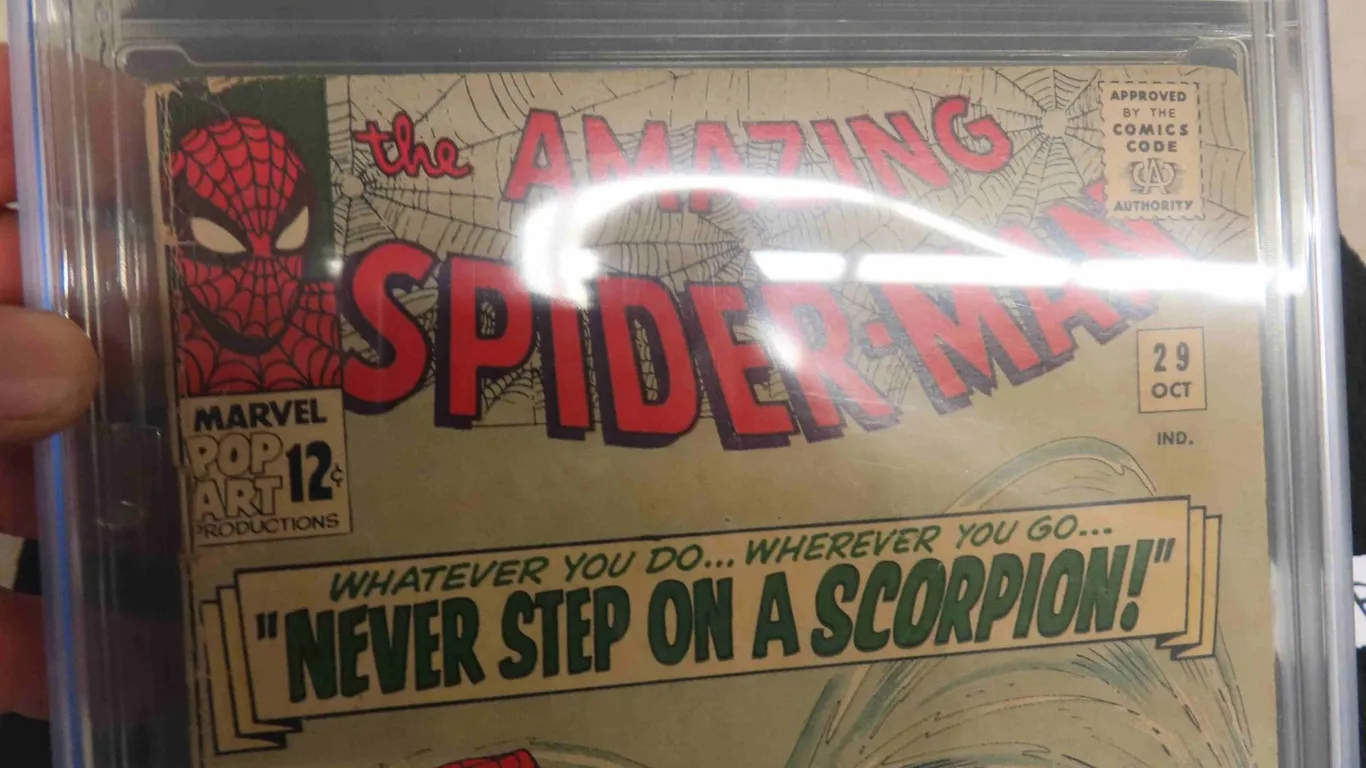 the AMAZING
SPIDER-MAN
APPROVED
BY THE
COMICS
CODE
CA
AUTHORITY
29
OCT
IND.
MARVEL
POP
ART
PRODUCTIONS
12¢
WHATEVER YOU DO... WHEREVER YOU GO...
"NEVER STEP ON A SCORPION!"